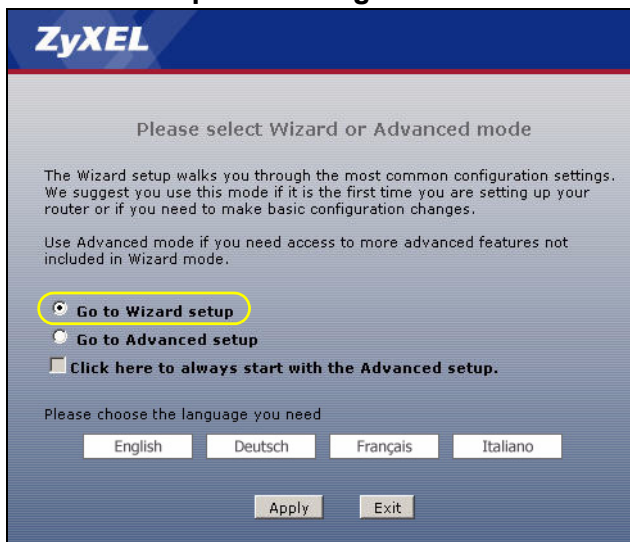 ZyXEL
Please select Wizard or Advanced mode
The Wizard setup walks you through the most common configuration settings.
We suggest you use this mode if it is the first time you are setting up your
router or if you need to make basic configuration changes.
Use Advanced mode if you need access to more advanced features not
included in Wizard mode.
Go to Wizard setup
Go to Advanced setup
Click here to always start with the Advanced setup.
Please choose the language you need
English Deutsch Français Italiano
Apply Exit